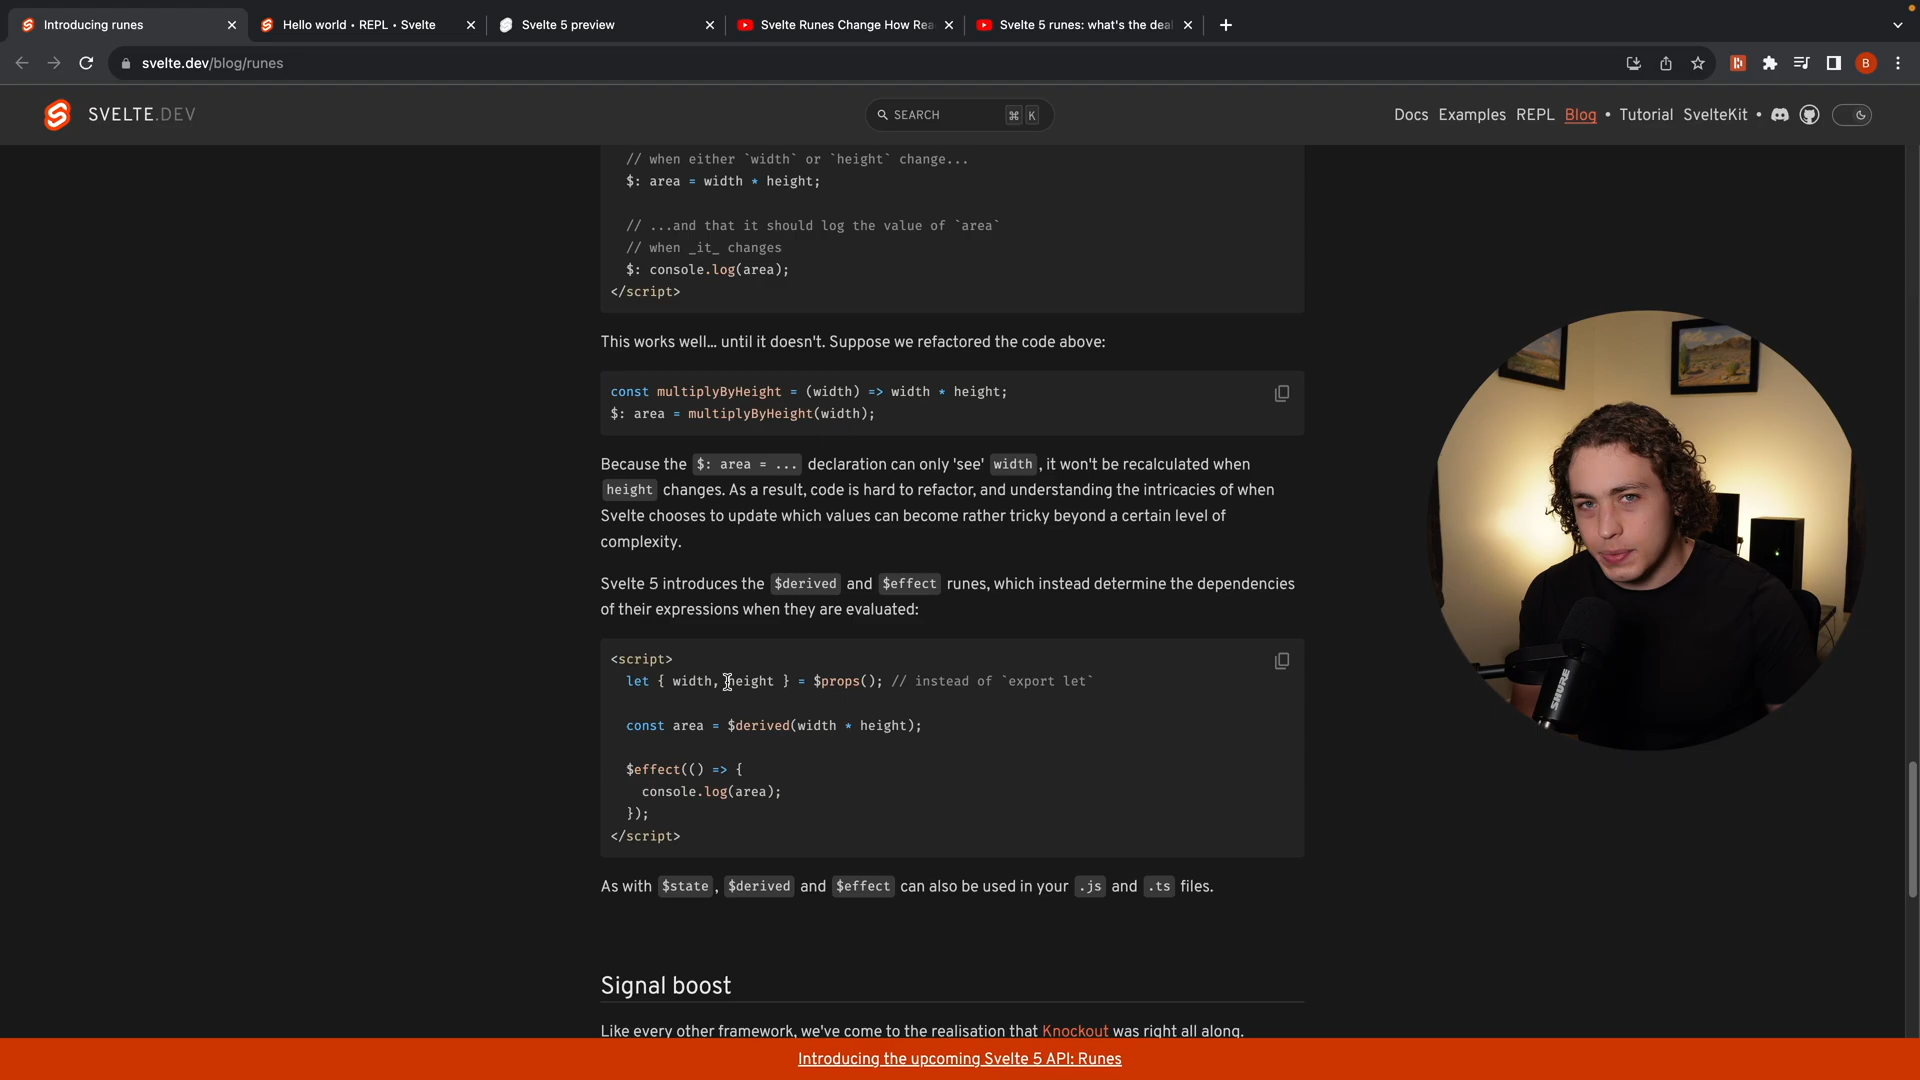 Introducing runes
Hello world • REPL • Svelte
Svelte 5 preview
Svelte Runes Change How Rea
Svelte 5 runes: what's the dea
svelte.dev/blog/runes
B
SVELTE.DEV
SEARCH ⌘ K
Docs Examples REPL Blog • Tutorial SvelteKit •
// when either `width` or `height` change...
$: area = width * height;
// ...and that it should log the value of `area`
// when _it_ changes
$: console.log(area);
</script>
This works well… until it doesn't. Suppose we refactored the code above:
const multiplyByHeight = (width) => width * height;
$: area = multiplyByHeight(width);
Because the $: area = ... declaration can only 'see' width, it won't be recalculated when
height changes. As a result, code is hard to refactor, and understanding the intricacies of when
Svelte chooses to update which values can become rather tricky beyond a certain level of
complexity.
Svelte 5 introduces the $derived and $effect runes, which instead determine the dependencies
of their expressions when they are evaluated:
<script>
let { width, height } = $props(); // instead of `export let`
const area = $derived(width * height);
$effect(() => {
console.log(area);
});
</script>
As with $state, $derived and $effect can also be used in your .js and .ts files.
SHURE
Signal boost
Like every other framework, we've come to the realisation that Knockout was right all along.
Introducing the upcoming Svelte 5 API: Runes